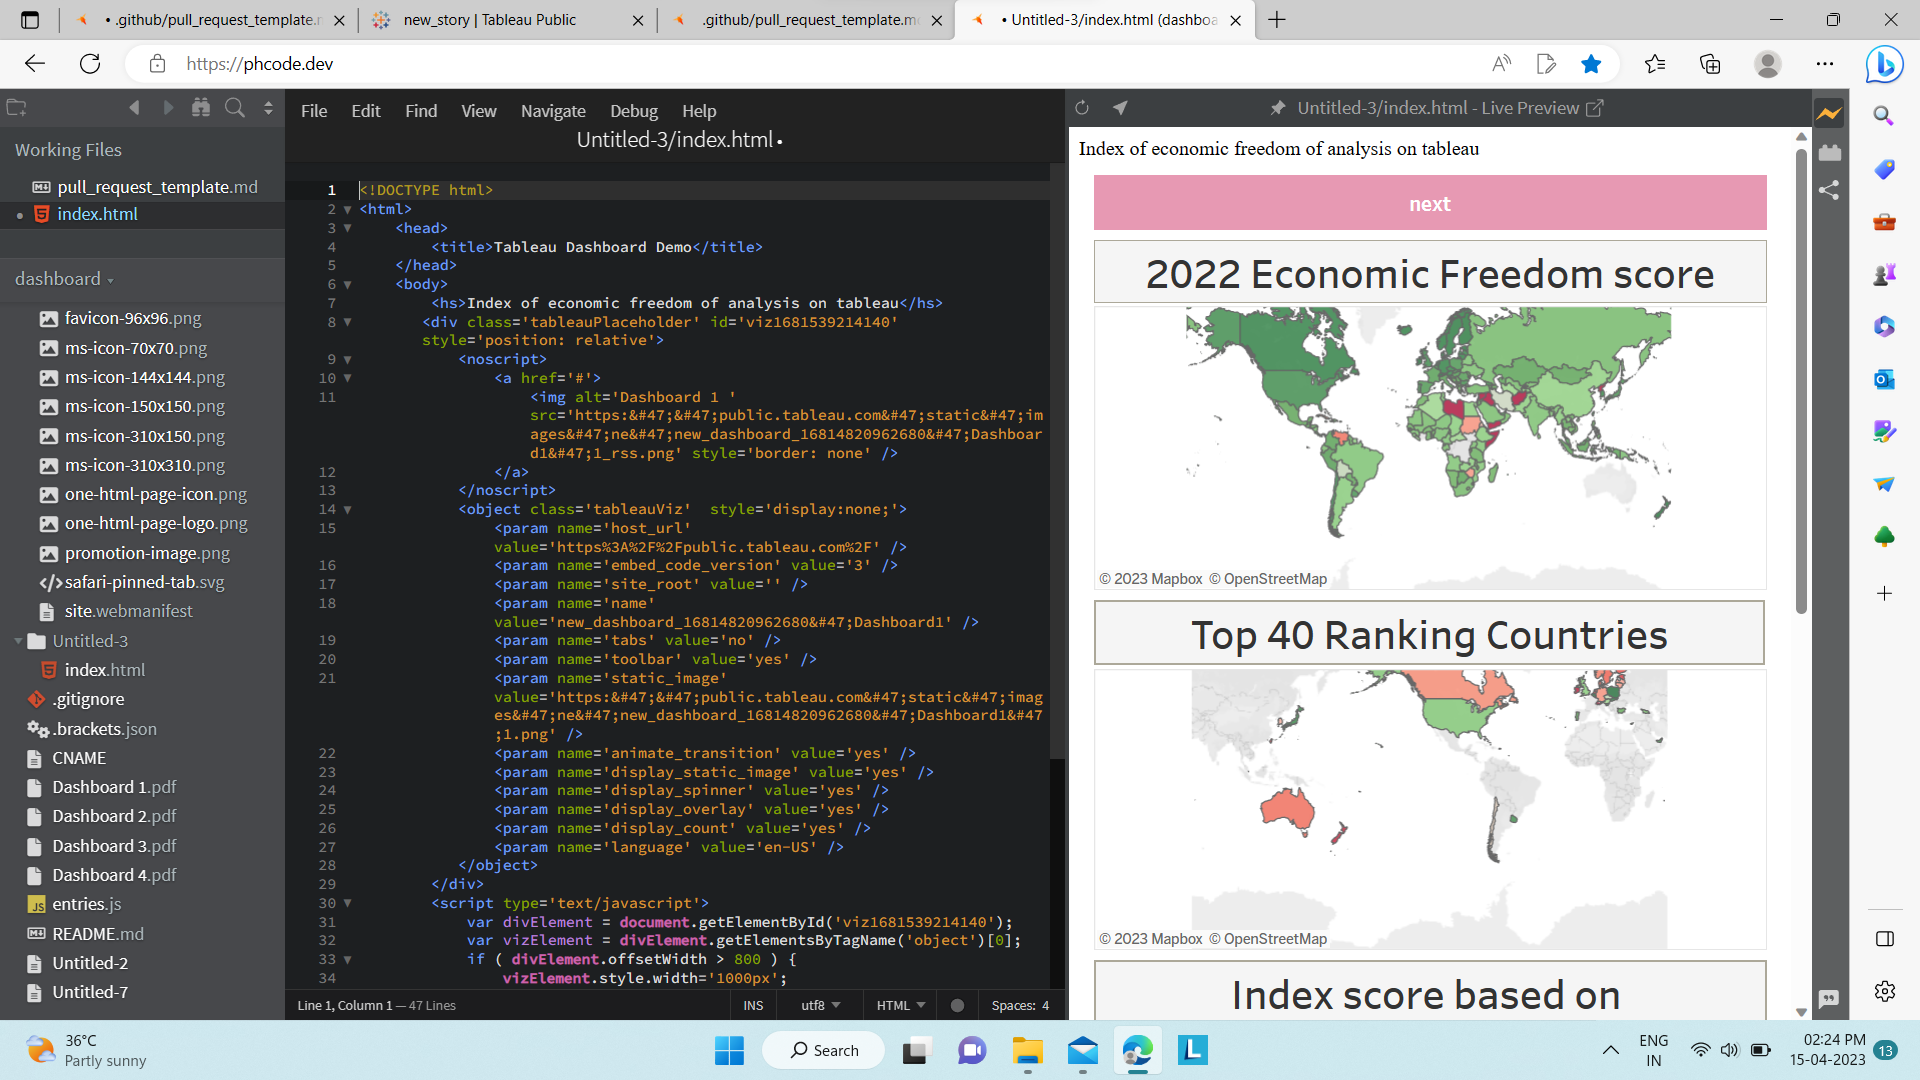 .github/pull_request_template.m
new_story | Tableau Public
.github/pull_request_template.m
Untitled-3/index.html (dashboa
https://phcode.dev
File Edit Find View Navigate Debug Help
Untitled-3/index.html •
Untitled-3/index.html - Live Preview
Working Files
pull_request_template.md
index.html
dashboard
favicon-96x96.png
ms-icon-70x70.png
ms-icon-144x144.png
ms-icon-150x150.png
ms-icon-310x150.png
ms-icon-310x310.png
one-html-page-icon.png
one-html-page-logo.png
promotion-image.png
safari-pinned-tab.svg
site.webmanifest
Untitled-3
index.html
.gitignore
.brackets.json
CNAME
Dashboard 1.pdf
Dashboard 2.pdf
Dashboard 3.pdf
Dashboard 4.pdf
entries.js
README.md
Untitled-2
Untitled-7
1 <!DOCTYPE html>
2 <html>
3 <head>
4 <title>Tableau Dashboard Demo</title>
5 </head>
6 <body>
7 <hs>Index of economic freedom of analysis on tableau</hs>
8 <div class='tableauPlaceholder' id='viz1681539214140'
style='position: relative'>
9 <noscript>
10 <a href='#'>
11 <img alt='Dashboard 1 '
src='https:&#47;&#47;public.tableau.com&#47;static&#47;im
ages&#47;ne&#47;new_dashboard_16814820962680&#47;Dashboar
d1&#47;1_rss.png' style='border: none' />
12 </a>
13 </noscript>
14 <object class='tableauViz'  style='display:none;'>
15 <param name='host_url'
value='https%3A%2F%2Fpublic.tableau.com%2F' />
16 <param name='embed_code_version' value='3' />
17 <param name='site_root' value='' />
18 <param name='name'
value='new_dashboard_16814820962680&#47;Dashboard1' />
19 <param name='tabs' value='no' />
20 <param name='toolbar' value='yes' />
21 <param name='static_image'
value='https:&#47;&#47;public.tableau.com&#47;static&#47;imag
es&#47;ne&#47;new_dashboard_16814820962680&#47;Dashboard1&#47
;1.png' />
22 <param name='animate_transition' value='yes' />
23 <param name='display_static_image' value='yes' />
24 <param name='display_spinner' value='yes' />
25 <param name='display_overlay' value='yes' />
26 <param name='display_count' value='yes' />
27 <param name='language' value='en-US' />
28 </object>
29 </div>
30 <script type='text/javascript'>
31 var divElement = document.getElementById('viz1681539214140');
32 var vizElement = divElement.getElementsByTagName('object')[0];
33 if ( divElement.offsetWidth > 800 ) {
34 vizElement.style.width='1000px';
Line 1, Column 1 — 47 Lines
INS utf8 HTML Spaces: 4
Index of economic freedom of analysis on tableau
next
2022 Economic Freedom score
© 2023 Mapbox © OpenStreetMap
Top 40 Ranking Countries
© 2023 Mapbox © OpenStreetMap
Index score based on
36°C
Partly sunny
Search
ENG
IN
02:24 PM
15-04-2023
13